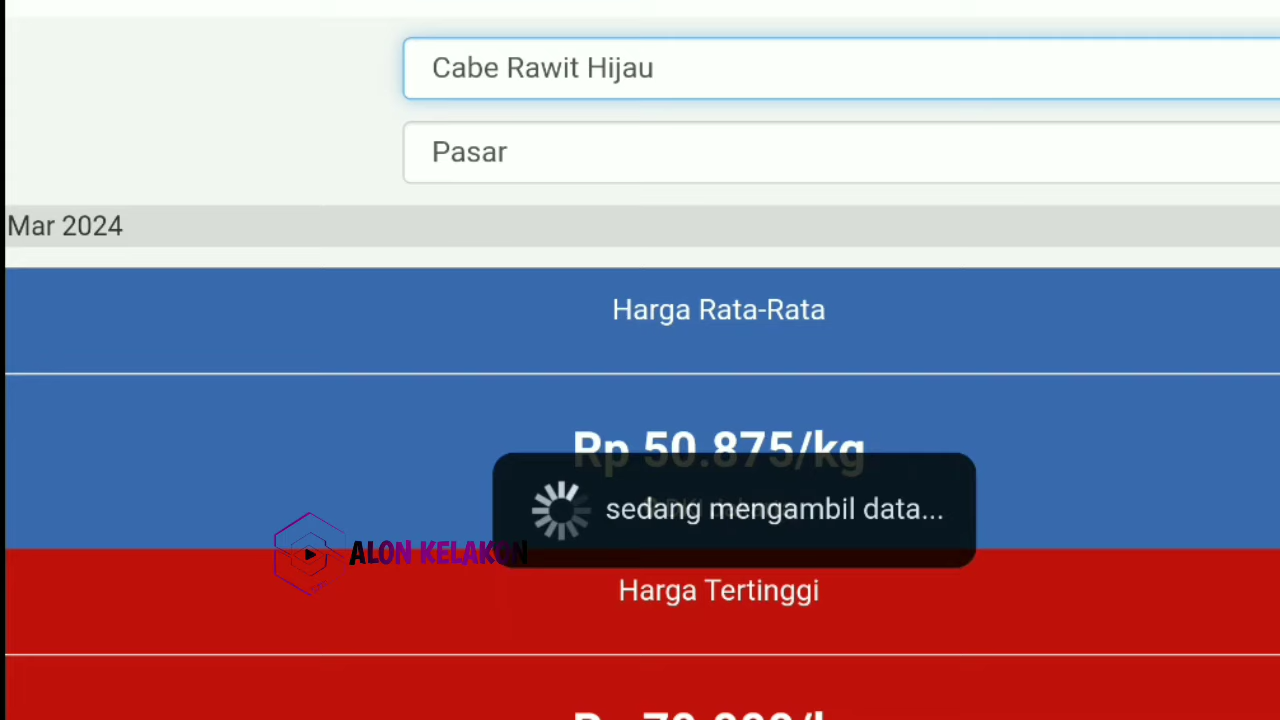 Cabe Rawit Hijau
Pasar
Mar 2024
Harga Rata-Rata
Rp 50.875/kg
sedang mengambil data...
ALON KELAKON
Harga Tertinggi